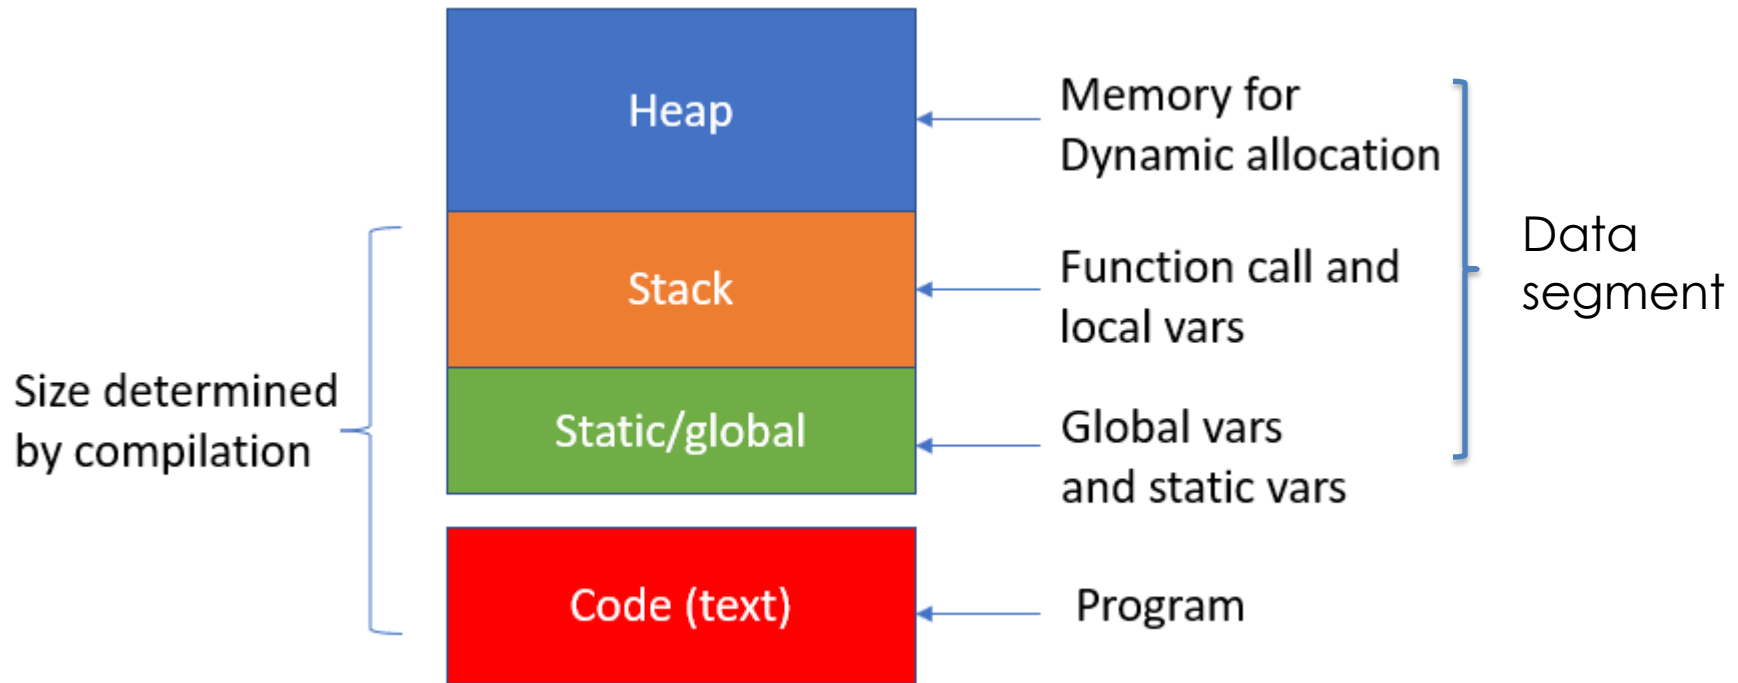 Heap
Memory for
Dynamic allocation
Data
segment
Stack
Function call and
local vars
Size determined
by compilation
Static/global
Global vars
and static vars
Code (text)
Program